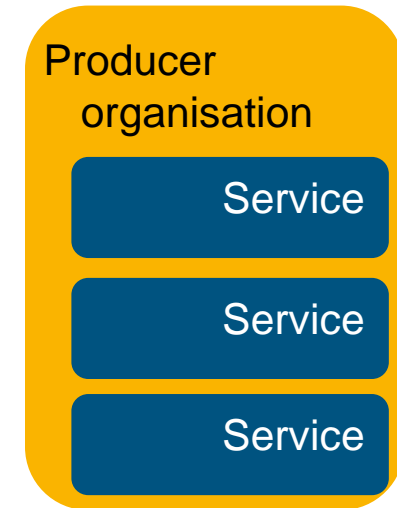 Producer
organisation
Service
Service
Service